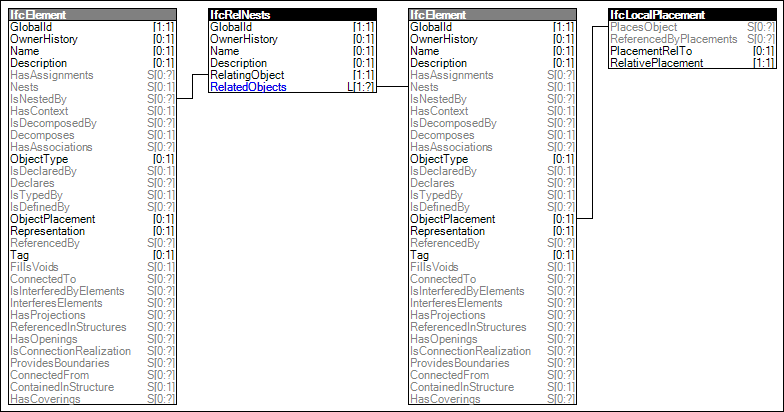 IfcElement
GlobalId [1:1]
OwnerHistory [0:1]
Name [0:1]
Description [0:1]
HasAssignments S[0:?]
Nests S[0:1]
IsNestedBy S[0:?]
HasContext S[0:1]
IsDecomposedBy S[0:?]
Decomposes S[0:1]
HasAssociations S[0:?]
ObjectType [0:1]
IsDeclaredBy S[0:1]
Declares S[0:?]
IsTypedBy S[0:1]
IsDefinedBy S[0:?]
ObjectPlacement [0:1]
Representation [0:1]
ReferencedBy S[0:?]
Tag [0:1]
FillsVoids S[0:1]
ConnectedTo S[0:?]
IsInterferedByElements S[0:?]
InterferesElements S[0:?]
HasProjections S[0:?]
ReferencedInStructures S[0:?]
HasOpenings S[0:?]
IsConnectionRealization S[0:?]
ProvidesBoundaries S[0:?]
ConnectedFrom S[0:?]
ContainedInStructure S[0:1]
HasCoverings S[0:?]
IfcRelNests
GlobalId [1:1]
OwnerHistory [0:1]
Name [0:1]
Description [0:1]
RelatingObject [1:1]
RelatedObjects L[1:?]
IfcElement
GlobalId [1:1]
OwnerHistory [0:1]
Name [0:1]
Description [0:1]
HasAssignments S[0:?]
Nests S[0:1]
IsNestedBy S[0:?]
HasContext S[0:1]
IsDecomposedBy S[0:?]
Decomposes S[0:1]
HasAssociations S[0:?]
ObjectType [0:1]
IsDeclaredBy S[0:1]
Declares S[0:?]
IsTypedBy S[0:1]
IsDefinedBy S[0:?]
ObjectPlacement [0:1]
Representation [0:1]
ReferencedBy S[0:?]
Tag [0:1]
FillsVoids S[0:1]
ConnectedTo S[0:?]
IsInterferedByElements S[0:?]
InterferesElements S[0:?]
HasProjections S[0:?]
ReferencedInStructures S[0:?]
HasOpenings S[0:?]
IsConnectionRealization S[0:?]
ProvidesBoundaries S[0:?]
ConnectedFrom S[0:?]
ContainedInStructure S[0:1]
HasCoverings S[0:?]
IfcLocalPlacement
PlacesObject S[0:?]
ReferencedByPlacements S[0:?]
PlacementRelTo [0:1]
RelativePlacement [1:1]